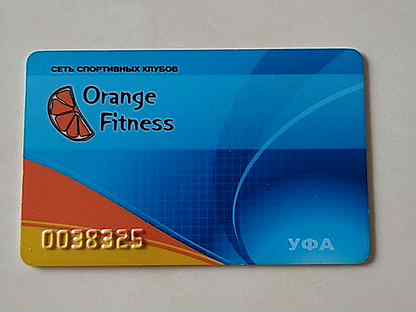 СЕТЬ СПОРТИВНЫХ КЛУБОВ
Orange
Fitness
0038325
УФА